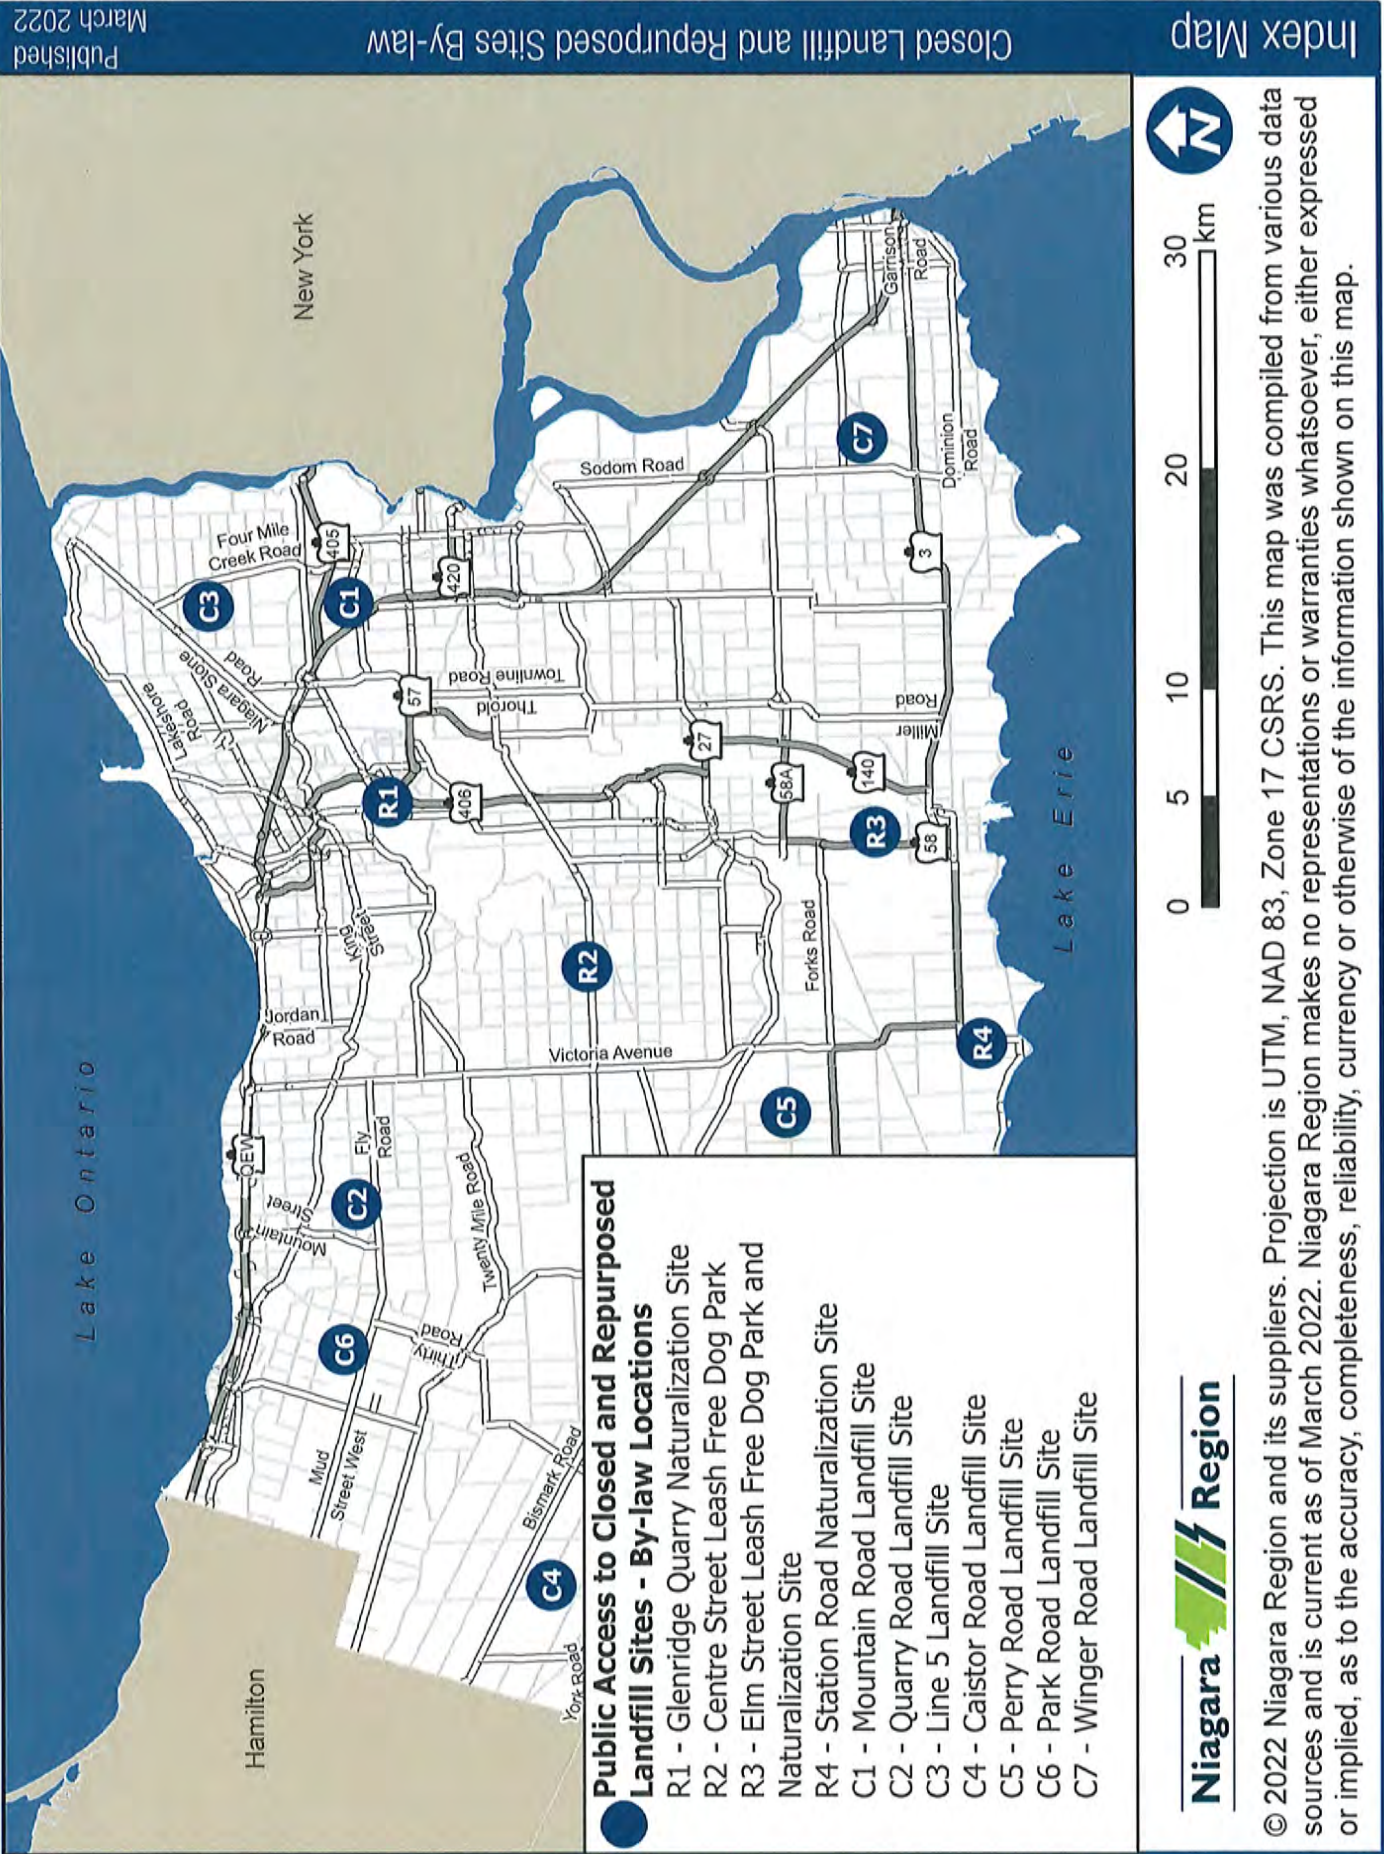 Index Map
Closed Landfill and Repurposed Sites By-law
Published
March 2022
Lake Ontario
Hamilton
New York
Lake Erie
Four Mile
Creek Road
405
C3
C1
Niagara Stone
Road
Lakeshore
Road
420
57
Townline Road
Thorold
R1
406
King
Street
Jordan
Road
QEW
Mountain
Street
Fly
Road
C2
C6
Twenty Mile Road
Thirty
Road
Mud
Street West
Bismark Road
C4
York Road
Victoria Avenue
R2
Sodom Road
27
58A
140
Miller
Road
R3
58
Forks Road
C5
R4
C7
Garrison
Road
Dominion
Road
3
Public Access to Closed and Repurposed
Landfill Sites - By-law Locations
R1 - Glenridge Quarry Naturalization Site
R2 - Centre Street Leash Free Dog Park
R3 - Elm Street Leash Free Dog Park and
Naturalization Site
R4 - Station Road Naturalization Site
C1 - Mountain Road Landfill Site
C2 - Quarry Road Landfill Site
C3 - Line 5 Landfill Site
C4 - Caistor Road Landfill Site
C5 - Perry Road Landfill Site
C6 - Park Road Landfill Site
C7 - Winger Road Landfill Site
Niagara Region
0 5 10 20 30
km
N
© 2022 Niagara Region and its suppliers. Projection is UTM, NAD 83, Zone 17 CSRS. This map was compiled from various data
sources and is current as of March 2022. Niagara Region makes no representations or warranties whatsoever, either expressed
or implied, as to the accuracy, completeness, reliability, currency or otherwise of the information shown on this map.